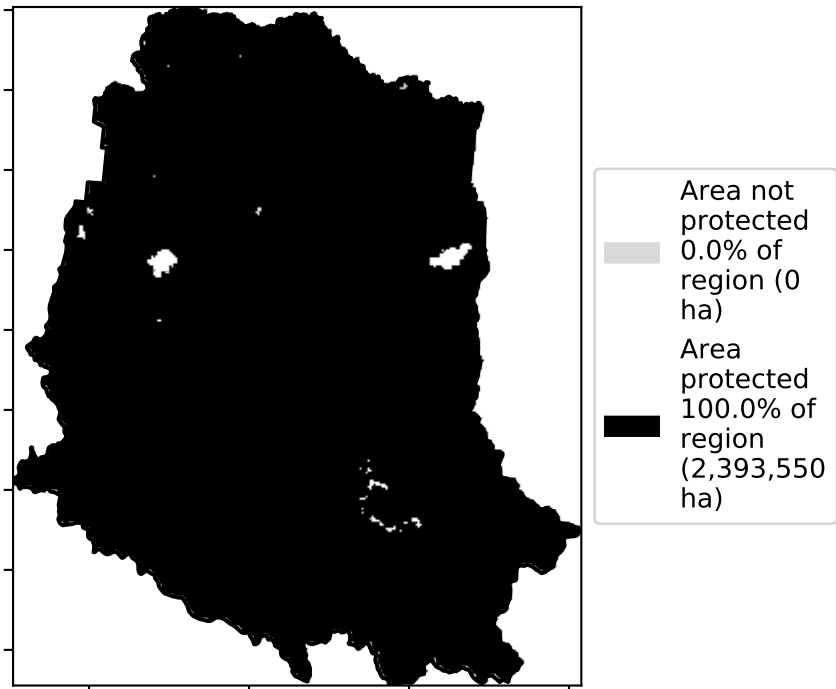 Area not
protected
0.0% of
region (0
ha)
Area
protected
100.0% of
region
(2,393,550
ha)